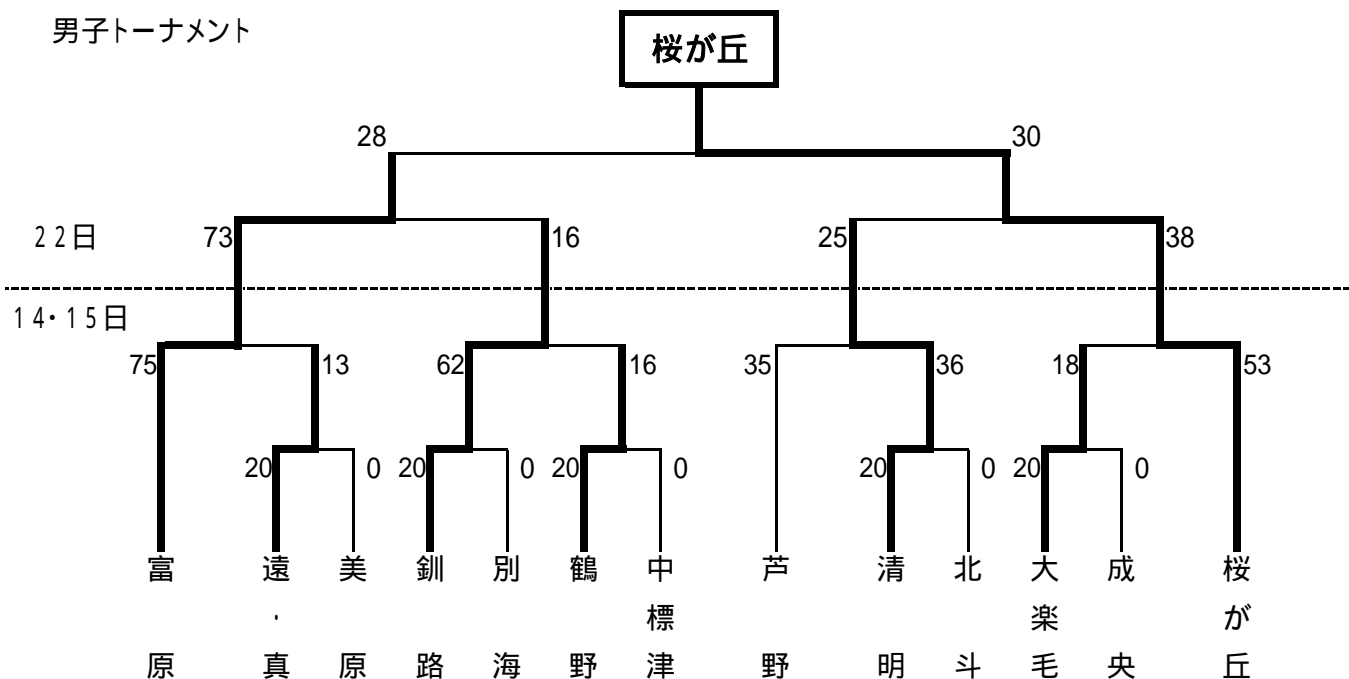 男子トーナメント
桜が丘
28 30
22日 73 16 25 38
14・15日
75 13 62 16 35 36 18 53
20 0 20 0 20 0 20 0 20 0
富原 遠・真 美原 釧路 別海 鶴野 中標津 芦野 清明 北斗 大楽毛 成央 桜が丘